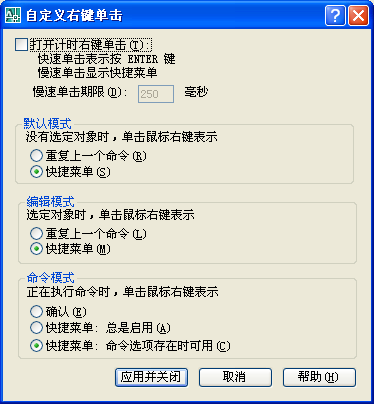 自定义右键单击
打开计时右键单击(T):
快速单击表示按 ENTER 键
慢速单击显示快捷菜单
慢速单击期限(D): 250 毫秒
默认模式
没有选定对象时，单击鼠标右键表示
重复上一个命令(R)
快捷菜单(S)
编辑模式
选定对象时，单击鼠标右键表示
重复上一个命令(L)
快捷菜单(M)
命令模式
正在执行命令时，单击鼠标右键表示
确认(E)
快捷菜单: 总是启用(A)
快捷菜单: 命令选项存在时可用(C)
应用并关闭 取消 帮助(H)